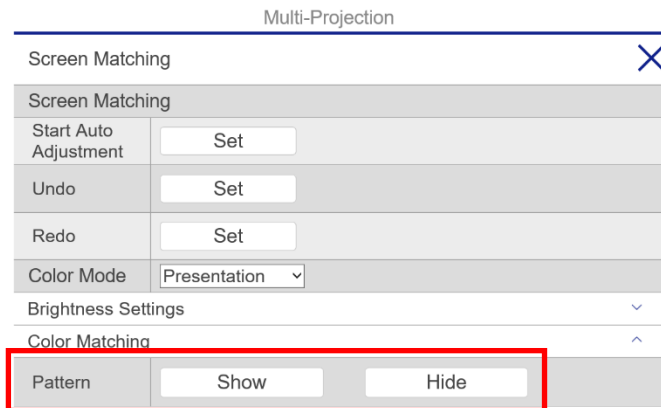 Multi-Projection
Screen Matching
Screen Matching
Start Auto
Adjustment
Set
Undo
Set
Redo
Set
Color Mode
Presentation
Brightness Settings
Color Matching
Pattern
Show
Hide